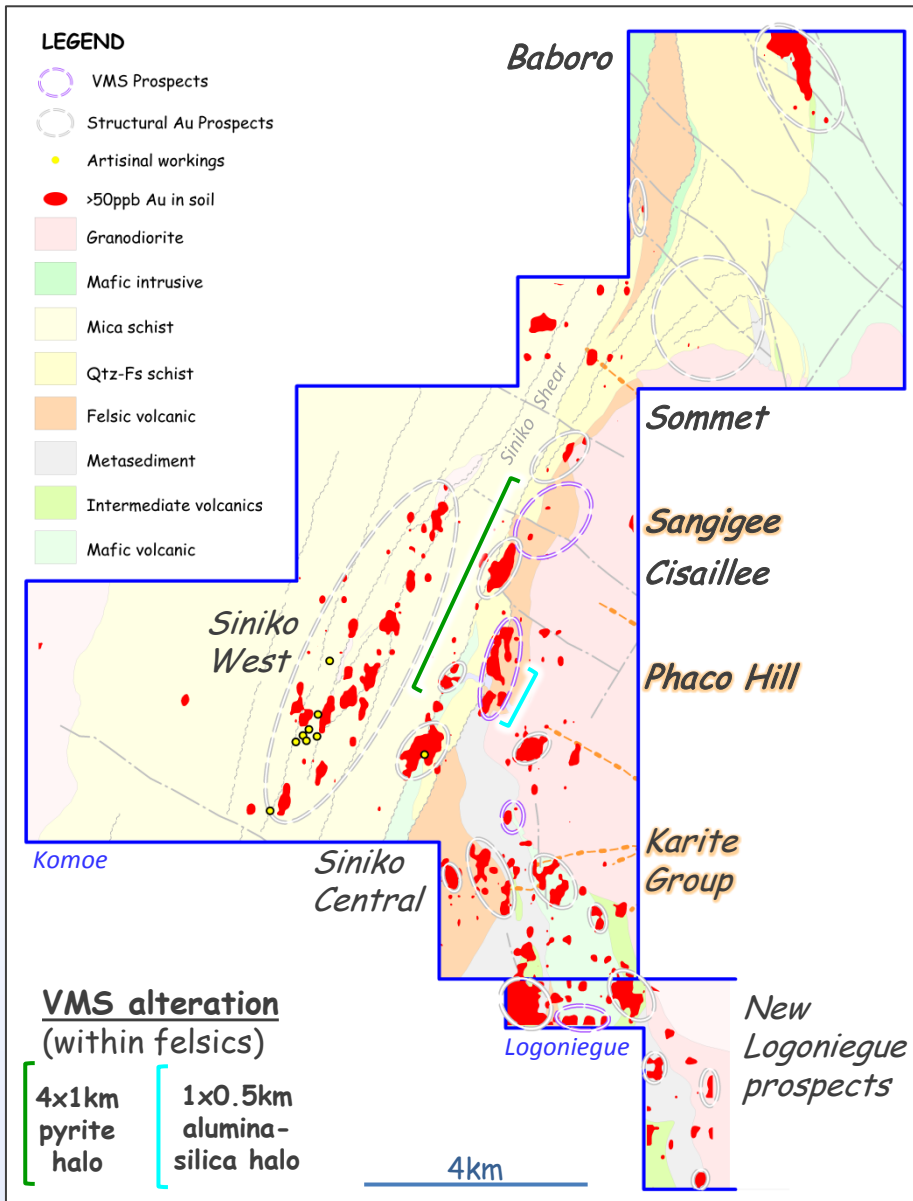 LEGEND
VMS Prospects
Structural Au Prospects
Artisinal workings
>50ppb Au in soil
Granodiorite
Mafic intrusive
Mica schist
Qtz-Fs schist
Felsic volcanic
Metasediment
Intermediate volcanics
Mafic volcanic
Baboro
Siniko Shear
Sommet
Sangigee
Cisaillee
Siniko
West
Phaco Hill
Komoe
Siniko
Central
Karite
Group
VMS alteration
(within felsics)
4x1km
pyrite
halo
1x0.5km
alumina-
silica halo
Logoniegue
New
Logoniegue
prospects
4km